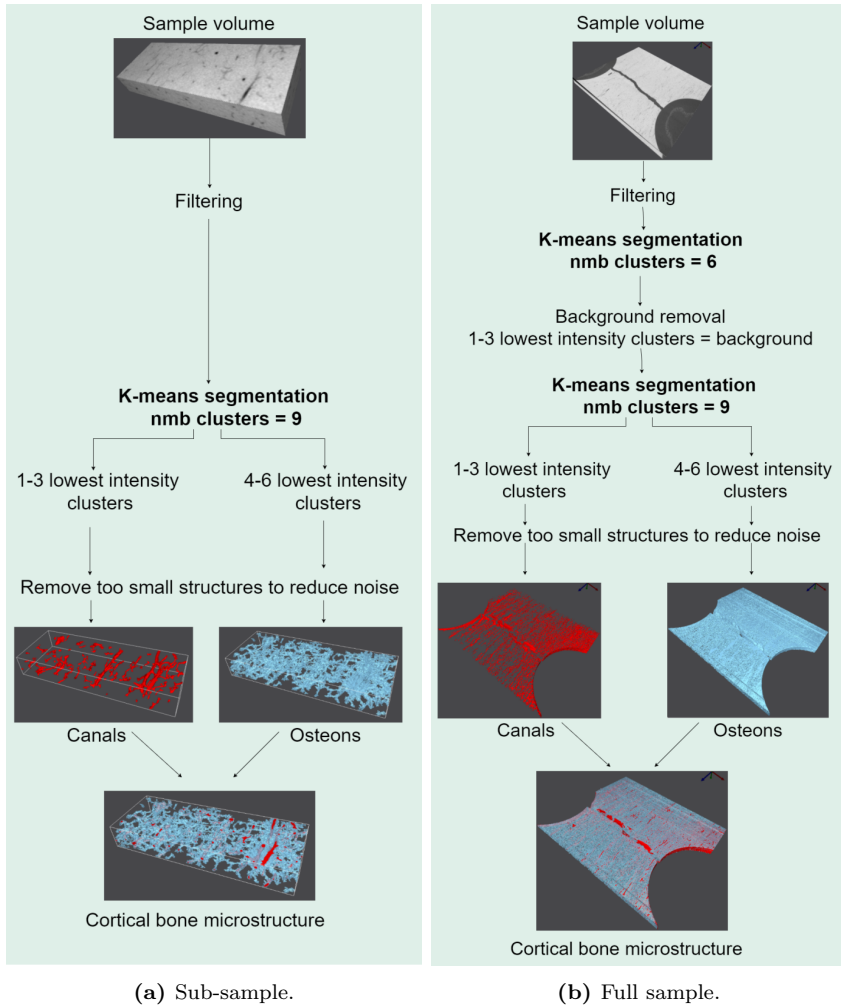 Sample volume
Filtering
K-means segmentation
nmb clusters = 9
1-3 lowest intensity
clusters
4-6 lowest intensity
clusters
Remove too small structures to reduce noise
Canals
Osteons
Cortical bone microstructure
(a) Sub-sample.
Sample volume
Filtering
K-means segmentation
nmb clusters = 6
Background removal
1-3 lowest intensity clusters = background
K-means segmentation
nmb clusters = 9
1-3 lowest intensity
clusters
4-6 lowest intensity
clusters
Remove too small structures to reduce noise
Canals
Osteons
Cortical bone microstructure
(b) Full sample.